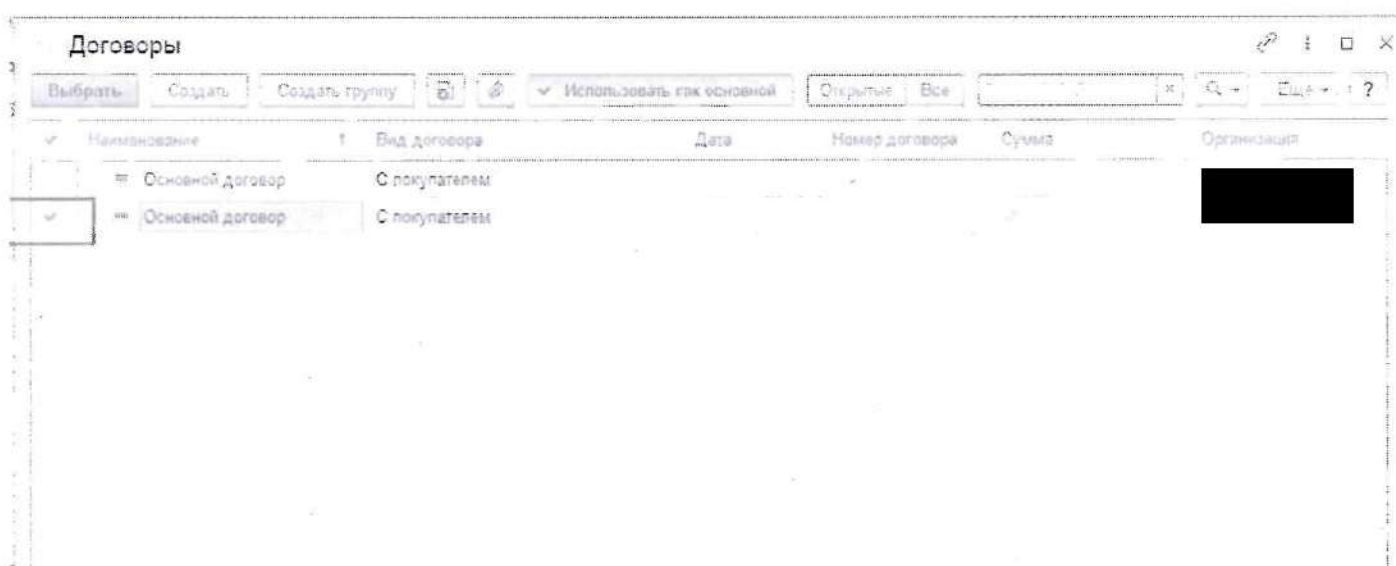 Договоры
Выбрать Создать Создать группу Использовать как основной Открытые Все Еще ?
Наименование ↑ Вид договора Дата Номер договора Сумма Организация
Основной договор С покупателем
Основной договор С покупателем